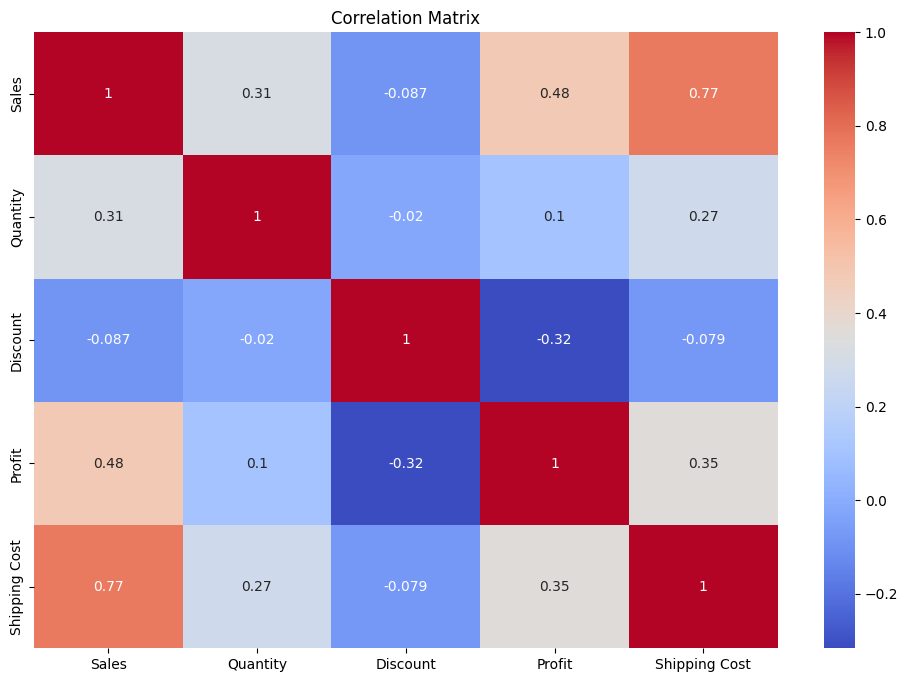 Correlation Matrix
Sales 1 0.31 -0.087 0.48 0.77
Quantity 0.31 1 -0.02 0.1 0.27
Discount -0.087 -0.02 1 -0.32 -0.079
Profit 0.48 0.1 -0.32 1 0.35
Shipping Cost 0.77 0.27 -0.079 0.35 1
Sales Quantity Discount Profit Shipping Cost
1.0
0.8
0.6
0.4
0.2
0.0
−0.2